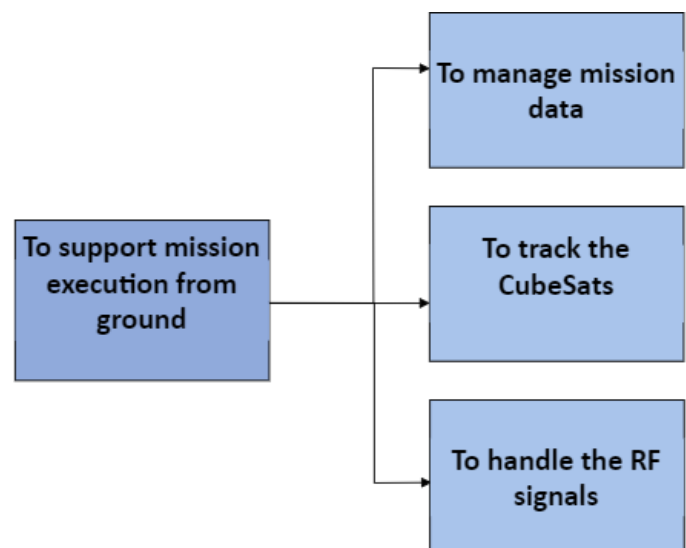 To manage mission
data
To support mission
execution from
ground
To track the
CubeSats
To handle the RF
signals